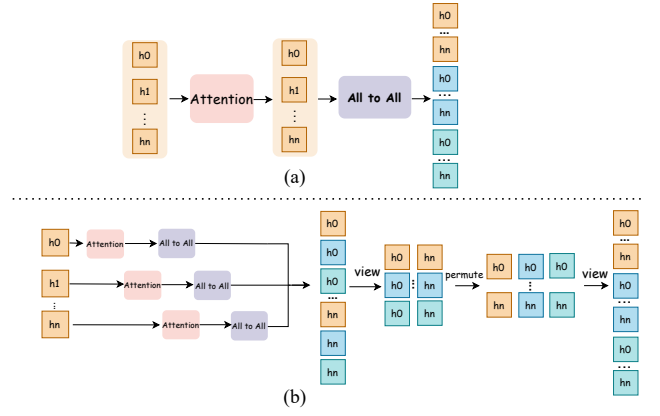 h0
h1
⋮
hn
Attention
h0
h1
⋮
hn
All to All
h0
...
hn
h0
...
hn
h0
...
hn
(a)
h0
Attention
All to All
h1
Attention
All to All
⋮
hn
Attention
All to All
h0
h0
h0
...
hn
hn
hn
view
h0 hn
h0 ⋮ hn
h0 hn
permute
h0 h0 h0
⋮
hn hn hn
view
h0
...
hn
h0
...
hn
h0
...
hn
(b)